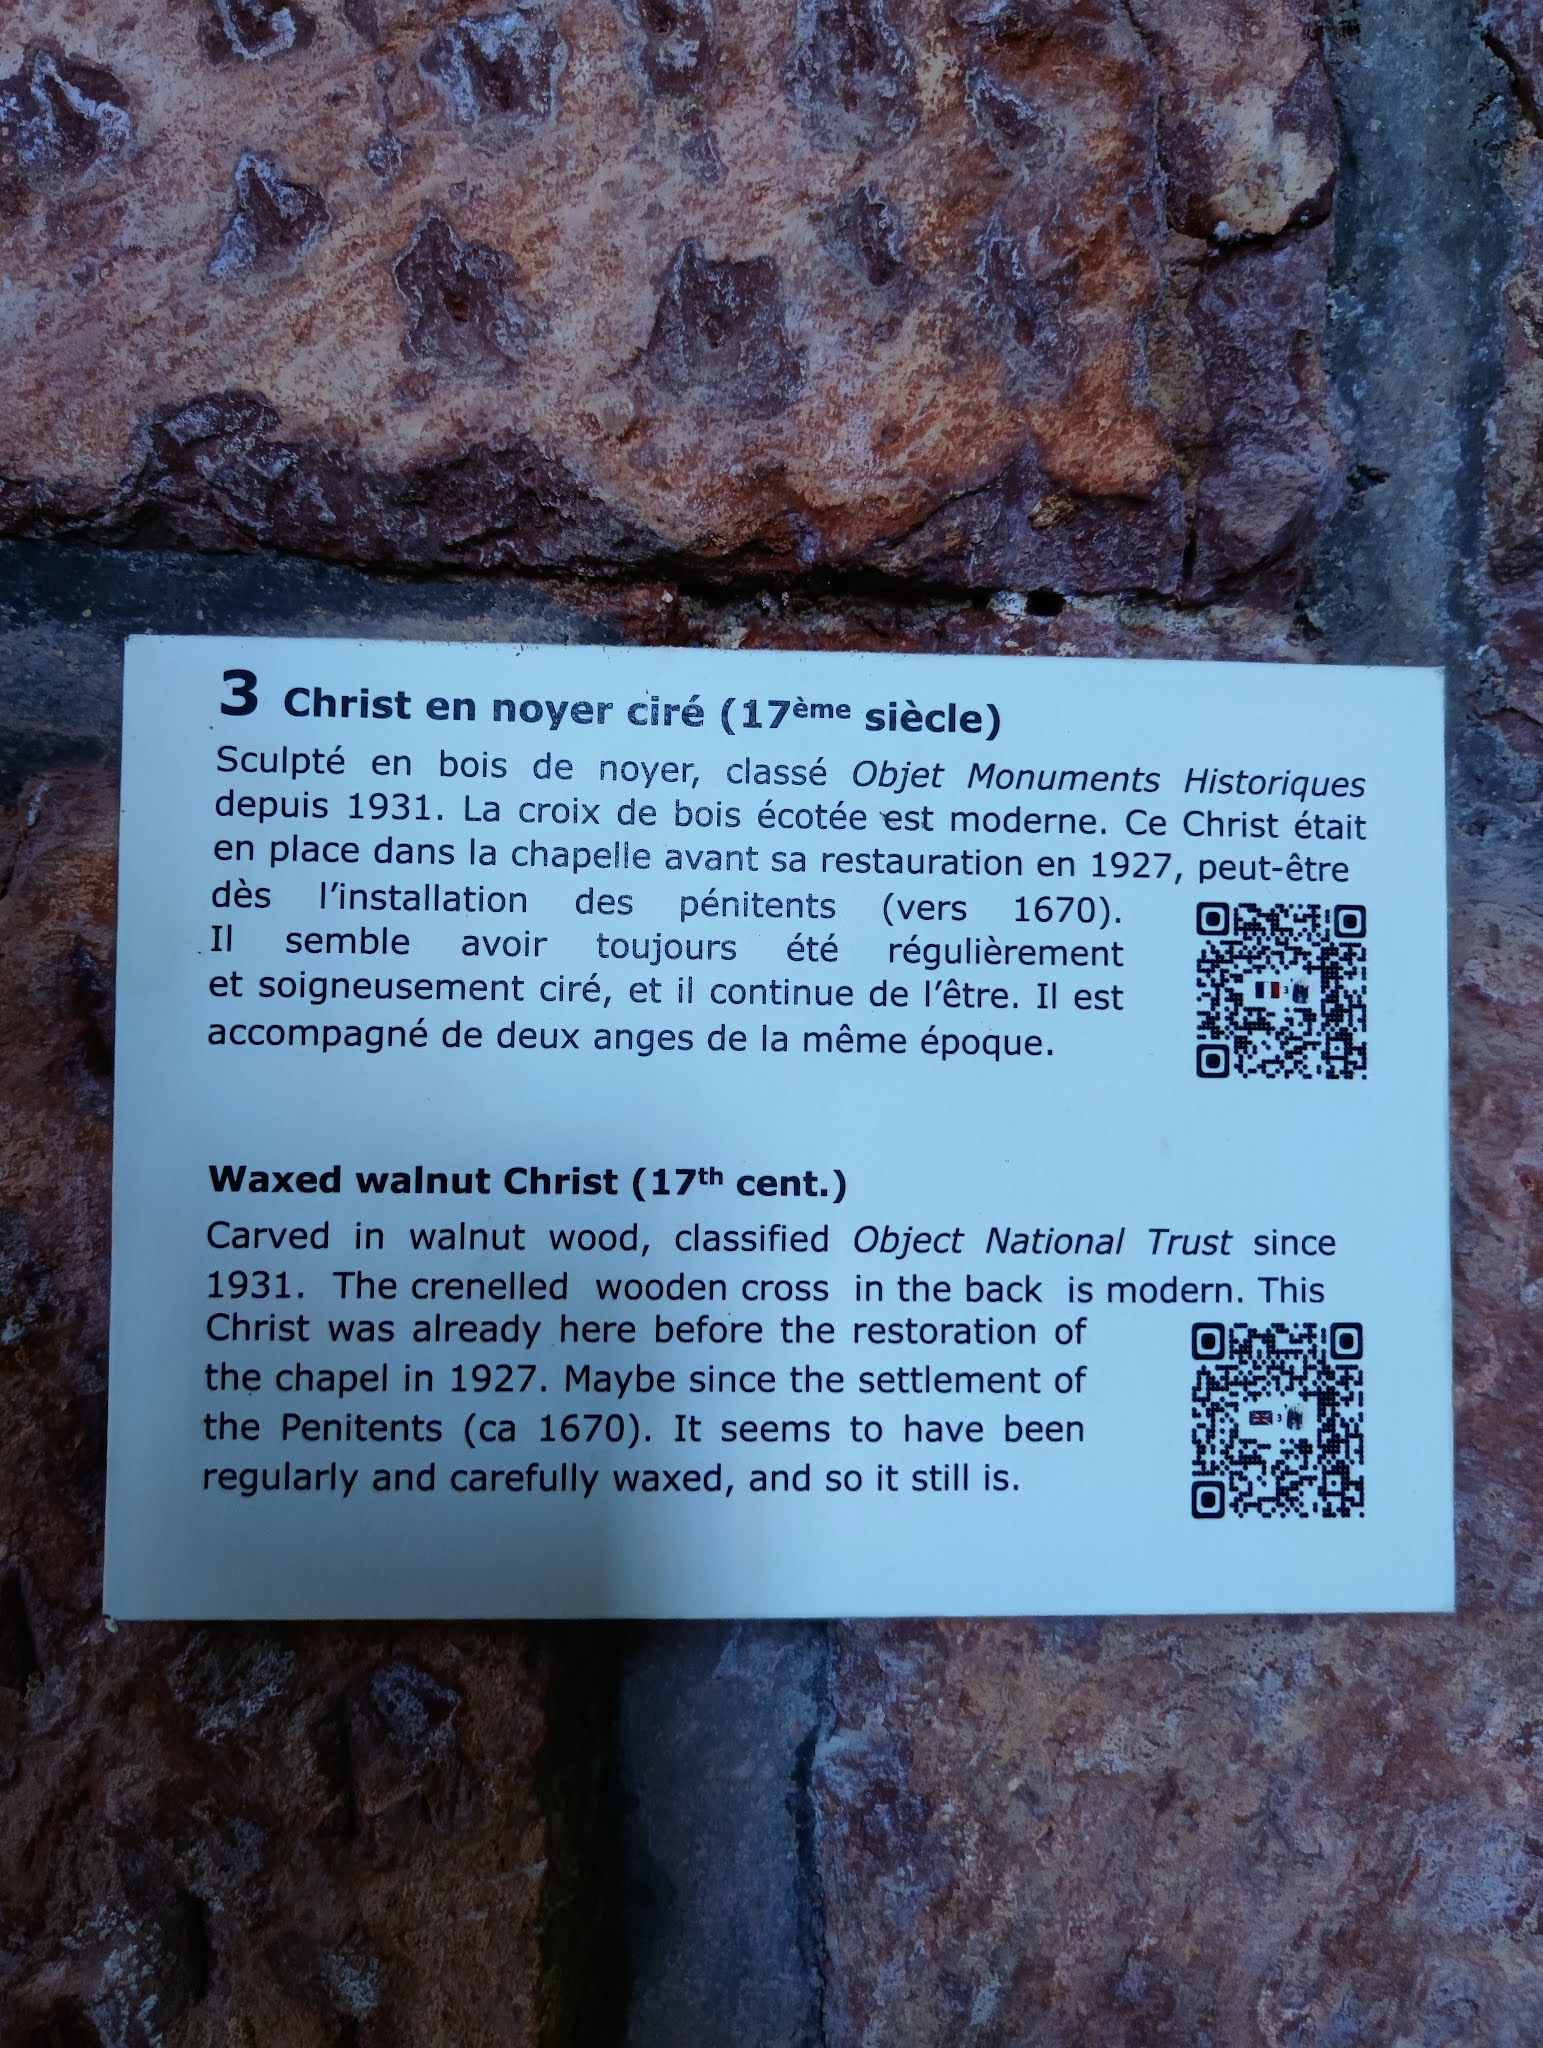 3 Christ en noyer ciré (17ème siècle)
Sculpté en bois de noyer, classé Objet Monuments Historiques
depuis 1931. La croix de bois écotée est moderne. Ce Christ était
en place dans la chapelle avant sa restauration en 1927, peut-être
dès l'installation des pénitents (vers 1670).
Il semble avoir toujours été régulièrement
et soigneusement ciré, et il continue de l'être. Il est
accompagné de deux anges de la même époque.
3
Waxed walnut Christ (17th cent.)
Carved in walnut wood, classified Object National Trust since
1931. The crenelled wooden cross in the back is modern. This
Christ was already here before the restoration of
the chapel in 1927. Maybe since the settlement of
the Penitents (ca 1670). It seems to have been
regularly and carefully waxed, and so it still is.
3